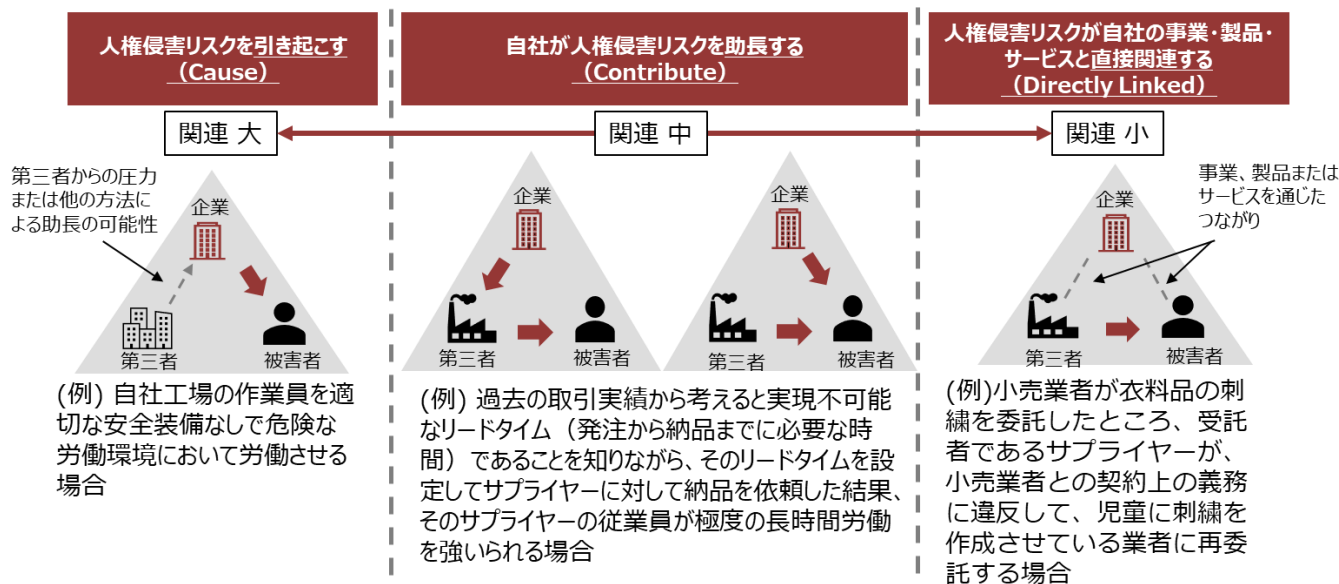 人権侵害リスクを引き起こす
（Cause）
関連 大
第三者からの圧力
または他の方法に
よる助長の可能性
企業
第三者
被害者
(例) 自社工場の作業員を適
切な安全装備なしで危険な
労働環境において労働させる
場合
自社が人権侵害リスクを助長する
（Contribute）
関連 中
企業
第三者
被害者
企業
第三者
被害者
(例) 過去の取引実績から考えると実現不可能
なリードタイム（発注から納品までに必要な時
間）であることを知りながら、そのリードタイムを設
定してサプライヤーに対して納品を依頼した結果、
そのサプライヤーの従業員が極度の長時間労働
を強いられる場合
人権侵害リスクが自社の事業・製品・
サービスと直接関連する
（Directly Linked）
関連 小
事業、製品または
サービスを通じた
つながり
企業
第三者
被害者
(例)小売業者が衣料品の刺
繍を委託したところ、受託
者であるサプライヤーが、
小売業者との契約上の義務
に違反して、児童に刺繍を
作成させている業者に再委
託する場合